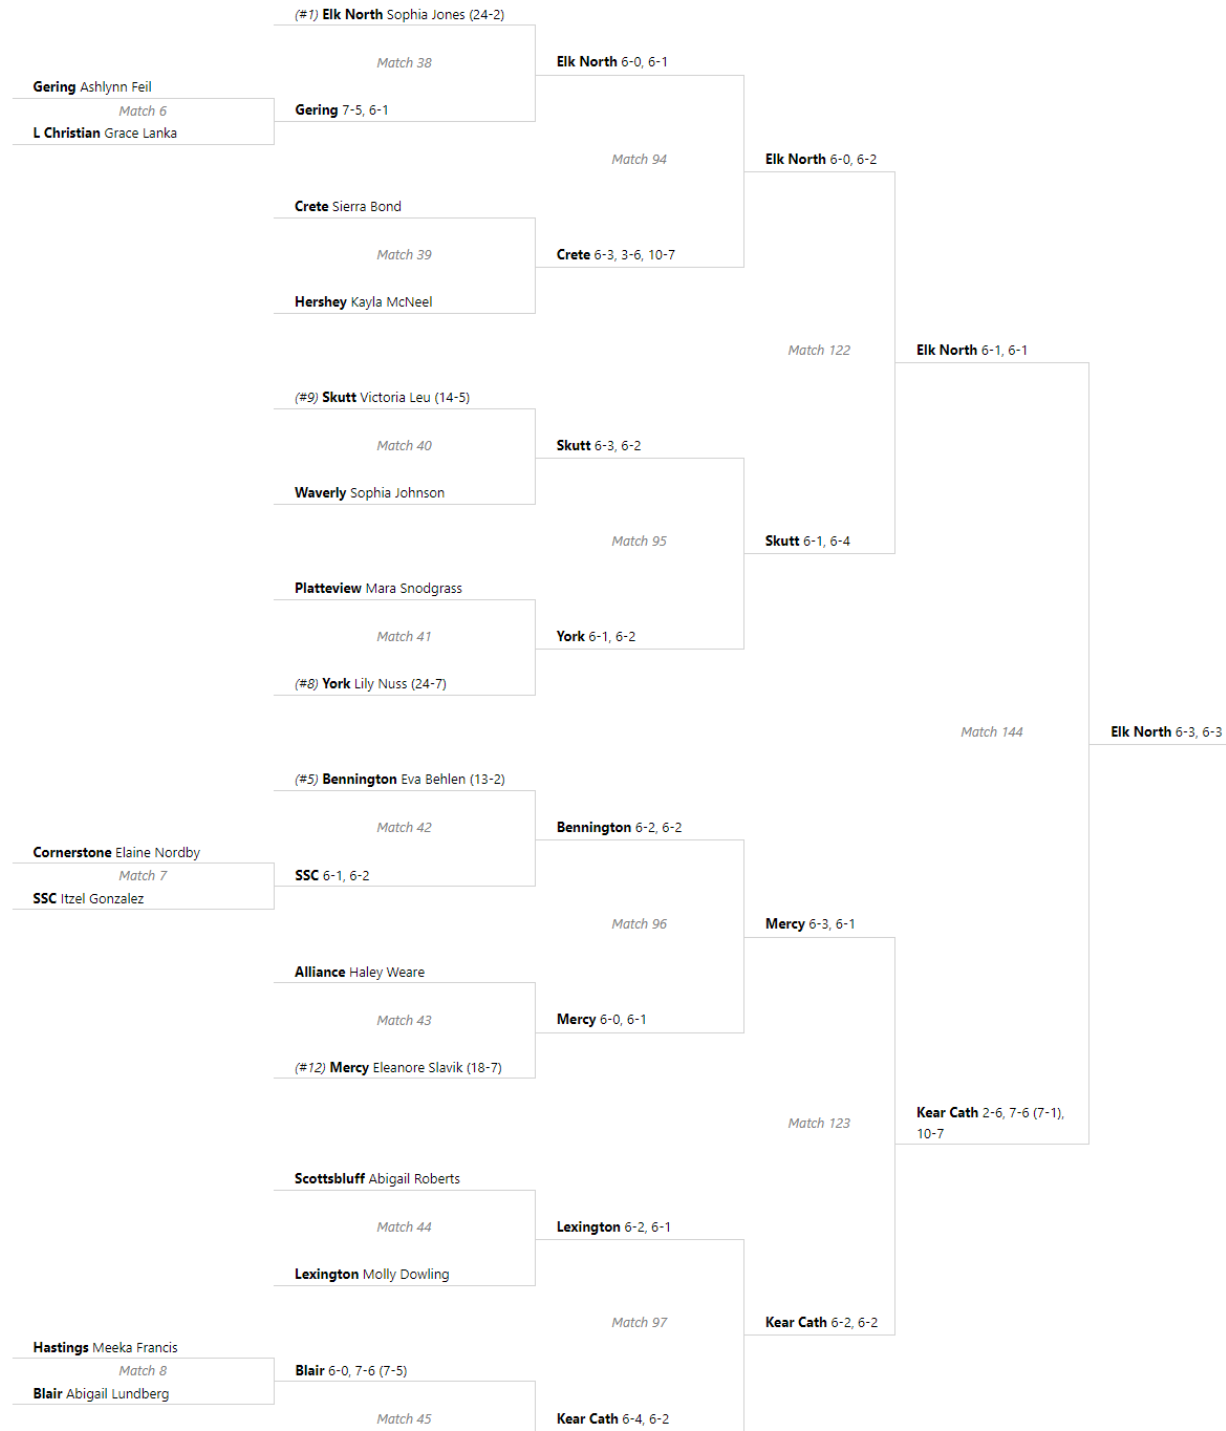 (#1) Elk North Sophia Jones (24-2)
Match 38
Elk North 6-0, 6-1
Gering Ashlynn Feil
Match 6
Gering 7-5, 6-1
L Christian Grace Lanka
Match 94
Elk North 6-0, 6-2
Crete Sierra Bond
Match 39
Crete 6-3, 3-6, 10-7
Hershey Kayla McNeel
Match 122
Elk North 6-1, 6-1
(#9) Skutt Victoria Leu (14-5)
Match 40
Skutt 6-3, 6-2
Waverly Sophia Johnson
Match 95
Skutt 6-1, 6-4
Platteview Mara Snodgrass
Match 41
York 6-1, 6-2
(#8) York Lily Nuss (24-7)
Match 144
Elk North 6-3, 6-3
(#5) Bennington Eva Behlen (13-2)
Match 42
Bennington 6-2, 6-2
Cornerstone Elaine Nordby
Match 7
SSC 6-1, 6-2
SSC Itzel Gonzalez
Match 96
Mercy 6-3, 6-1
Alliance Haley Weare
Match 43
Mercy 6-0, 6-1
(#12) Mercy Eleanore Slavik (18-7)
Match 123
Kear Cath 2-6, 7-6 (7-1),
10-7
Scottsbluff Abigail Roberts
Match 44
Lexington 6-2, 6-1
Lexington Molly Dowling
Match 97
Kear Cath 6-2, 6-2
Hastings Meeka Francis
Match 8
Blair 6-0, 7-6 (7-5)
Blair Abigail Lundberg
Match 45
Kear Cath 6-4, 6-2